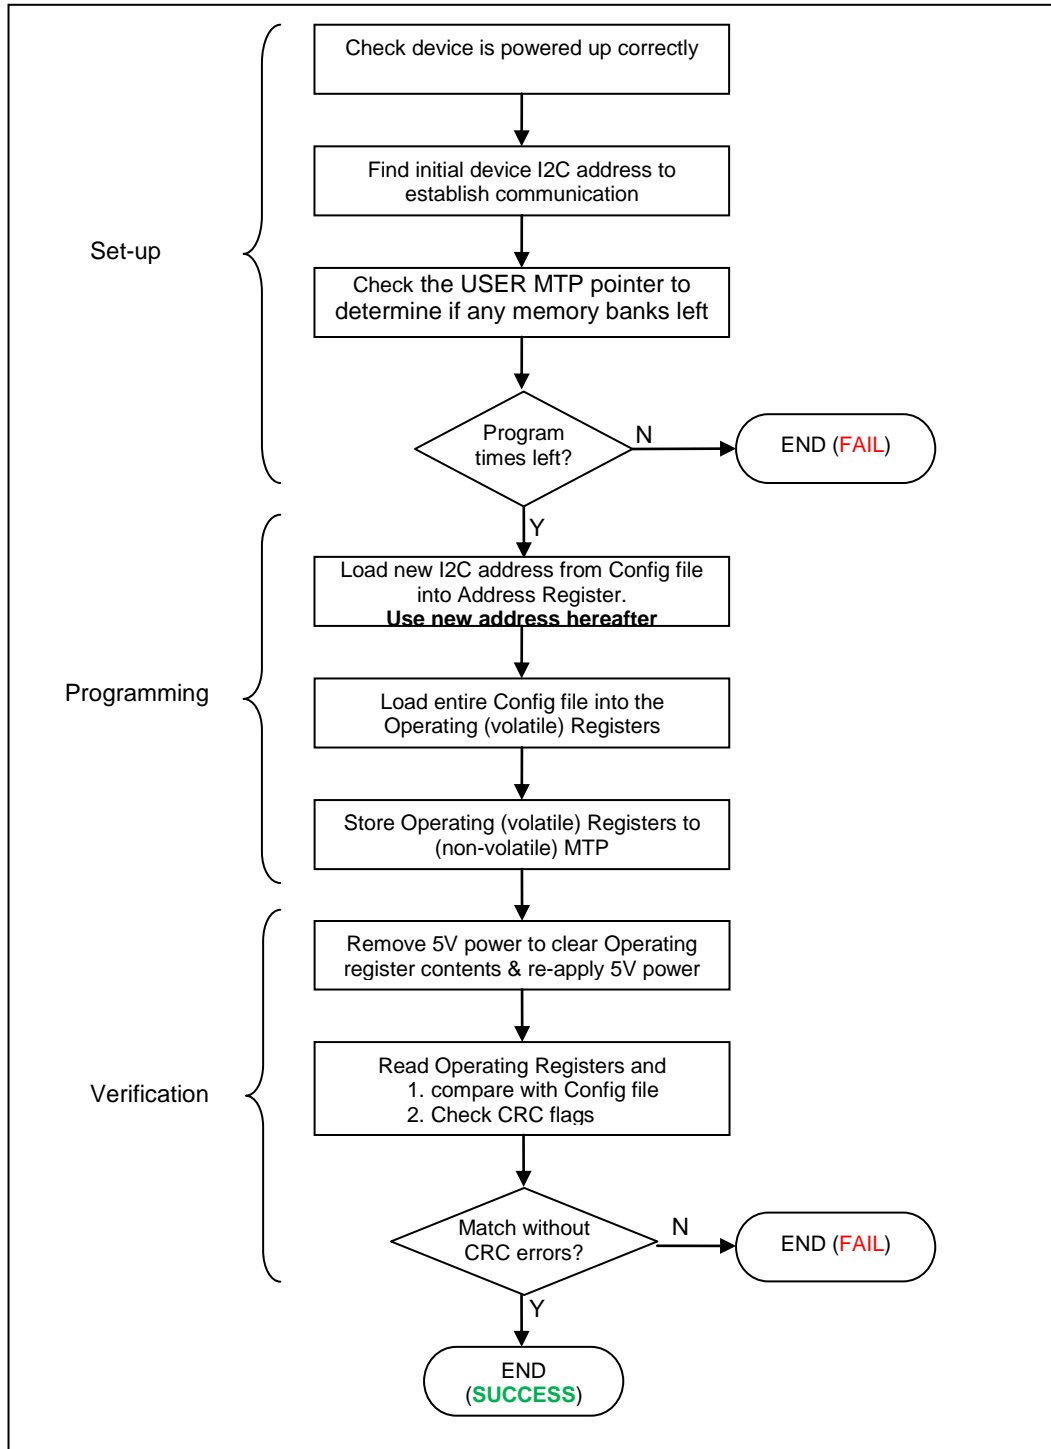 Check device is powered up correctly
Find initial device I2C address to
establish communication
Set-up
Check the USER MTP pointer to
determine if any memory banks left
Program
times left?
N
END (FAIL)
Y
Load new I2C address from Config file
into Address Register.
Use new address hereafter
Programming
Load entire Config file into the
Operating (volatile) Registers
Store Operating (volatile) Registers to
(non-volatile) MTP
Remove 5V power to clear Operating
register contents & re-apply 5V power
Verification
Read Operating Registers and
1. compare with Config file
2. Check CRC flags
Match without
CRC errors?
N
END (FAIL)
Y
END
(SUCCESS)